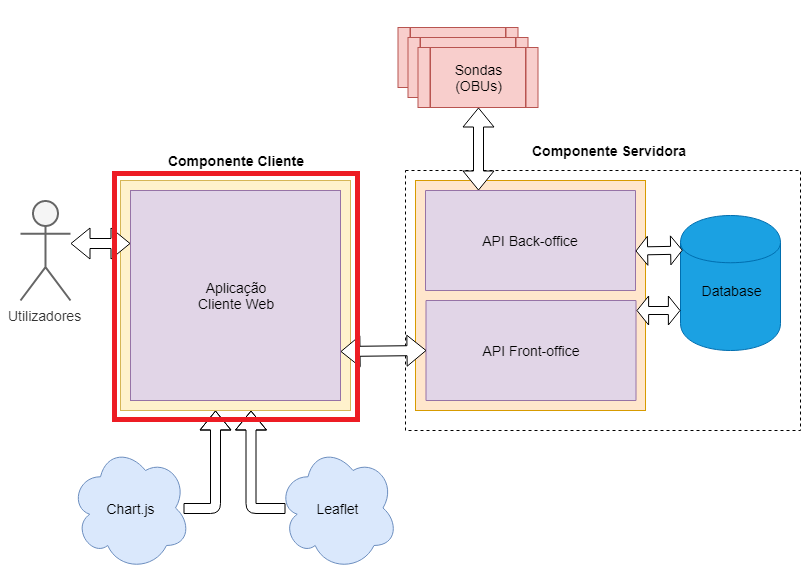 Sondas
(OBUs)
Componente Cliente
Componente Servidora
API Back-office
Aplicação
Cliente Web
Database
Utilizadores
API Front-office
Chart.js
Leaflet